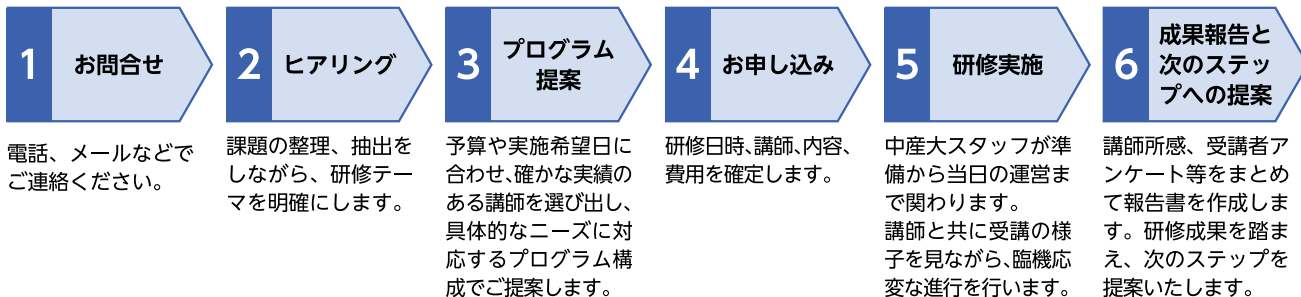 1
お問合せ
電話、メールなどで
ご連絡ください。
2
ヒアリング
課題の整理、抽出を
しながら、研修テー
マを明確にします。
3
プログラム
提案
予算や実施希望日に
合わせ、確かな実績の
ある講師を選び出し、
具体的なニーズに対
応するプログラム構
成でご提案します。
4
お申し込み
研修日時、講師、内容、
費用を確定します。
5
研修実施
中産大スタッフが準
備から当日の運営ま
で関わります。
講師と共に受講の様
子を見ながら、臨機応
変な進行を行います。
6
成果報告と
次のステッ
プへの提案
講師所感、受講者ア
ンケート等をまとめ
て報告書を作成しま
す。研修成果を踏ま
え、次のステップを
提案いたします。